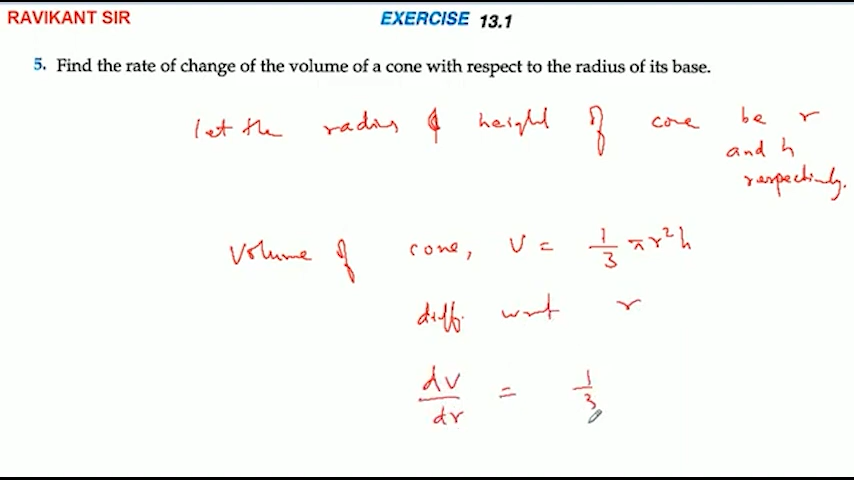 RAVIKANT SIR
EXERCISE 13.1
5. Find the rate of change of the volume of a cone with respect to the radius of its base.
let the radius & height of cone be r
and h
respectively.
Volume of cone, V = 1/3 πr²h
diff. wrt r
dV/dr = 1/3